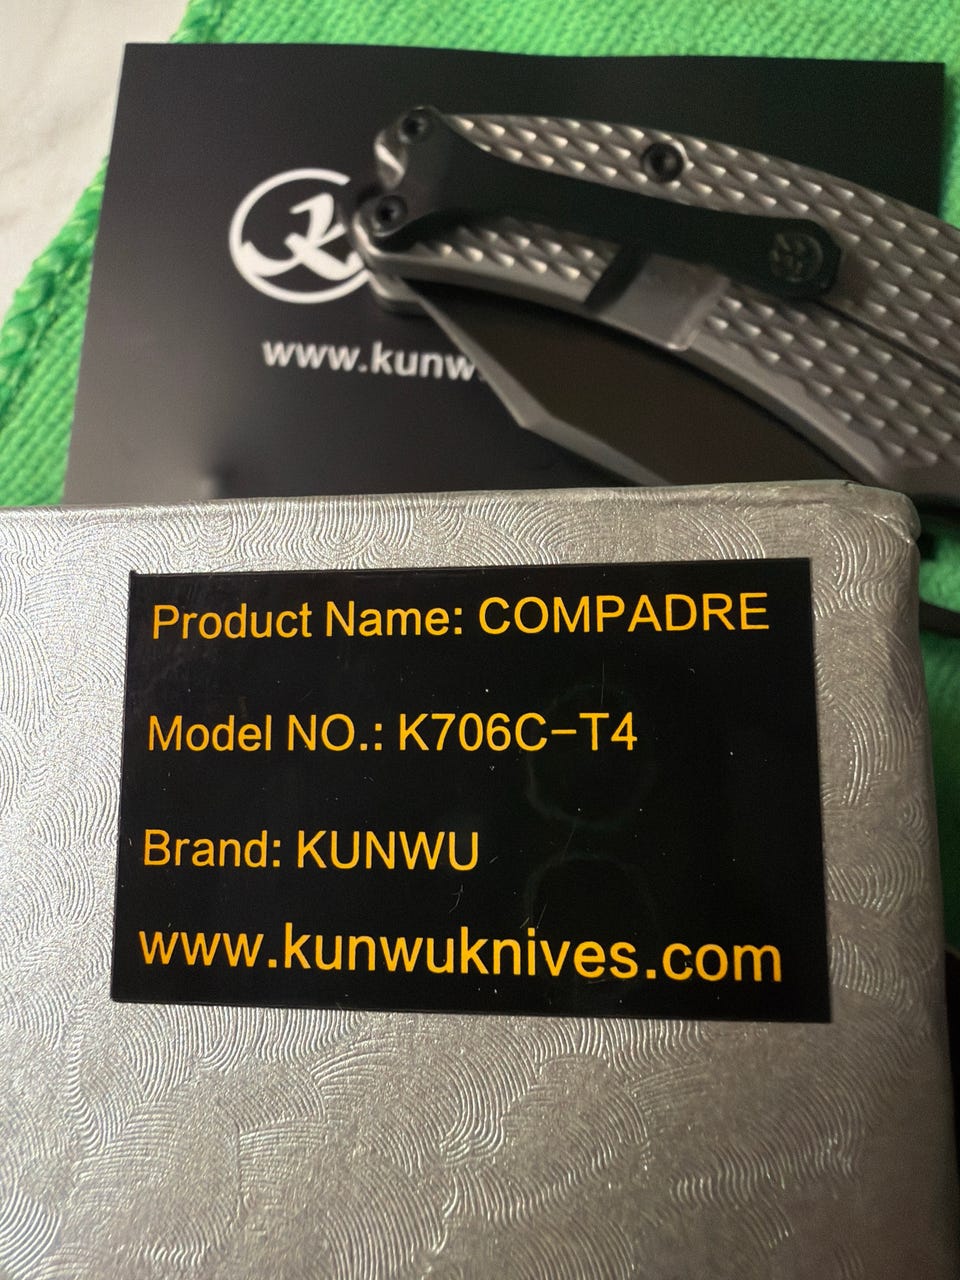 www.kunw
Product Name: COMPADRE
Model NO.: K706C-T4
Brand: KUNWU
www.kunwuknives.com